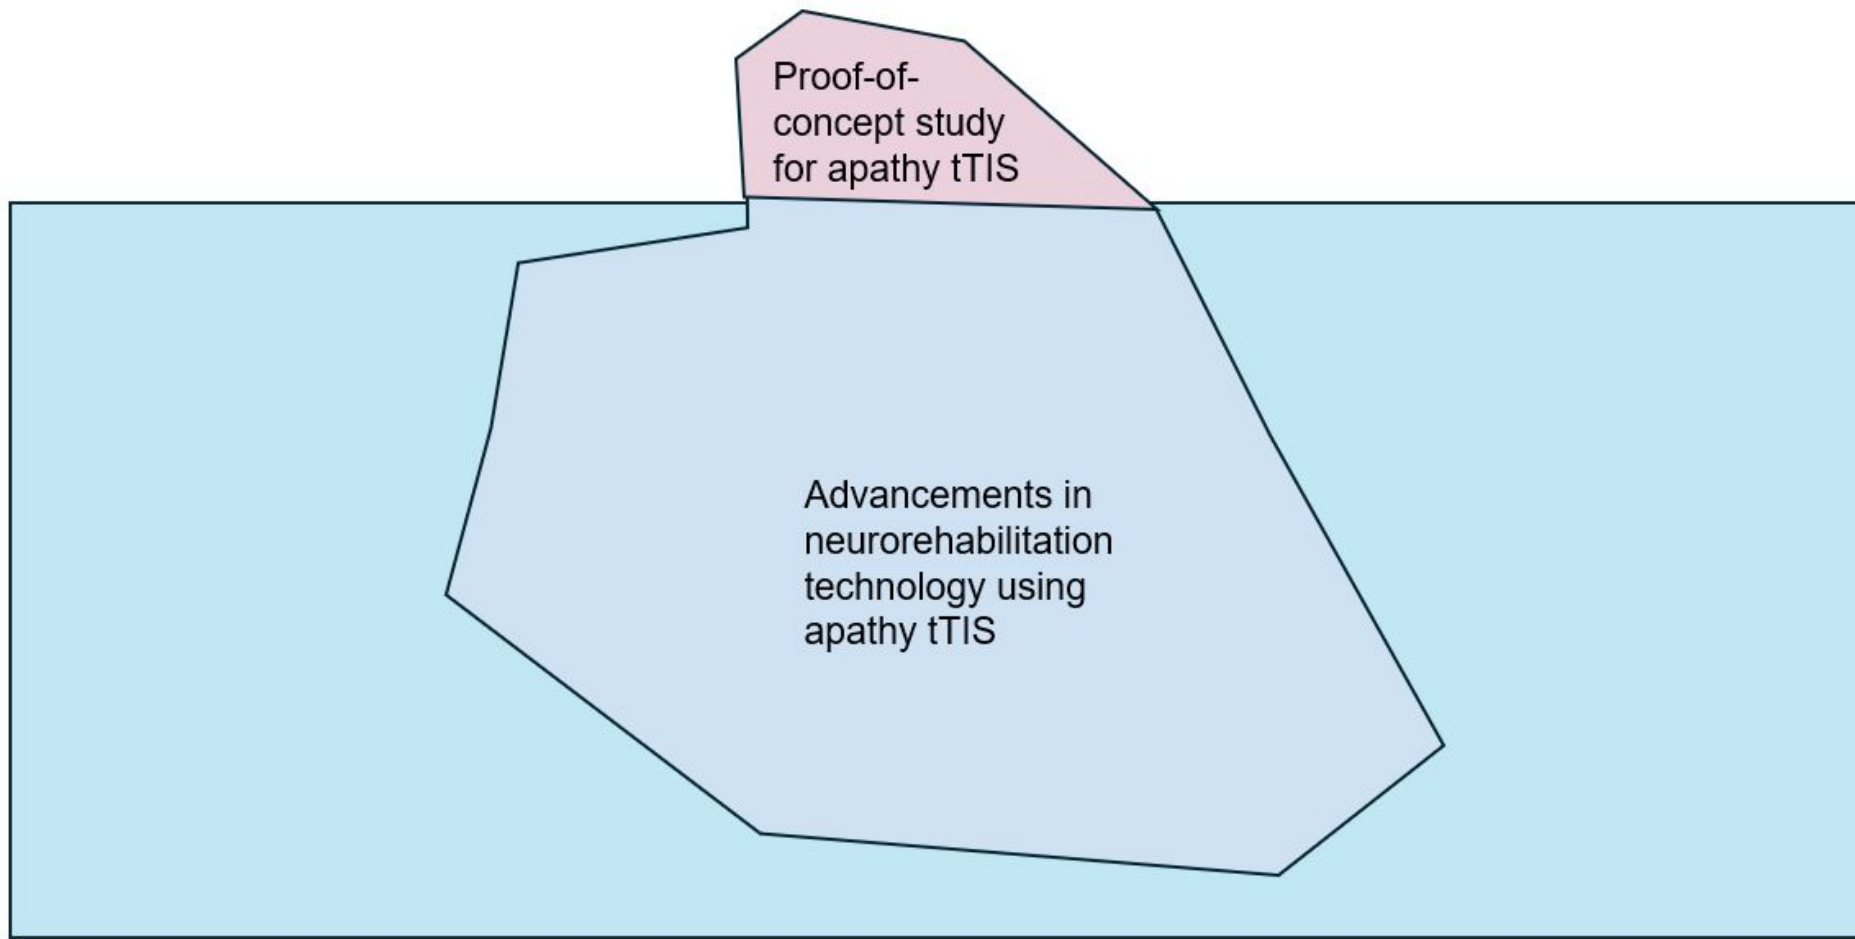 Proof-of-
concept study
for apathy tTIS
Advancements in
neurorehabilitation
technology using
apathy tTIS